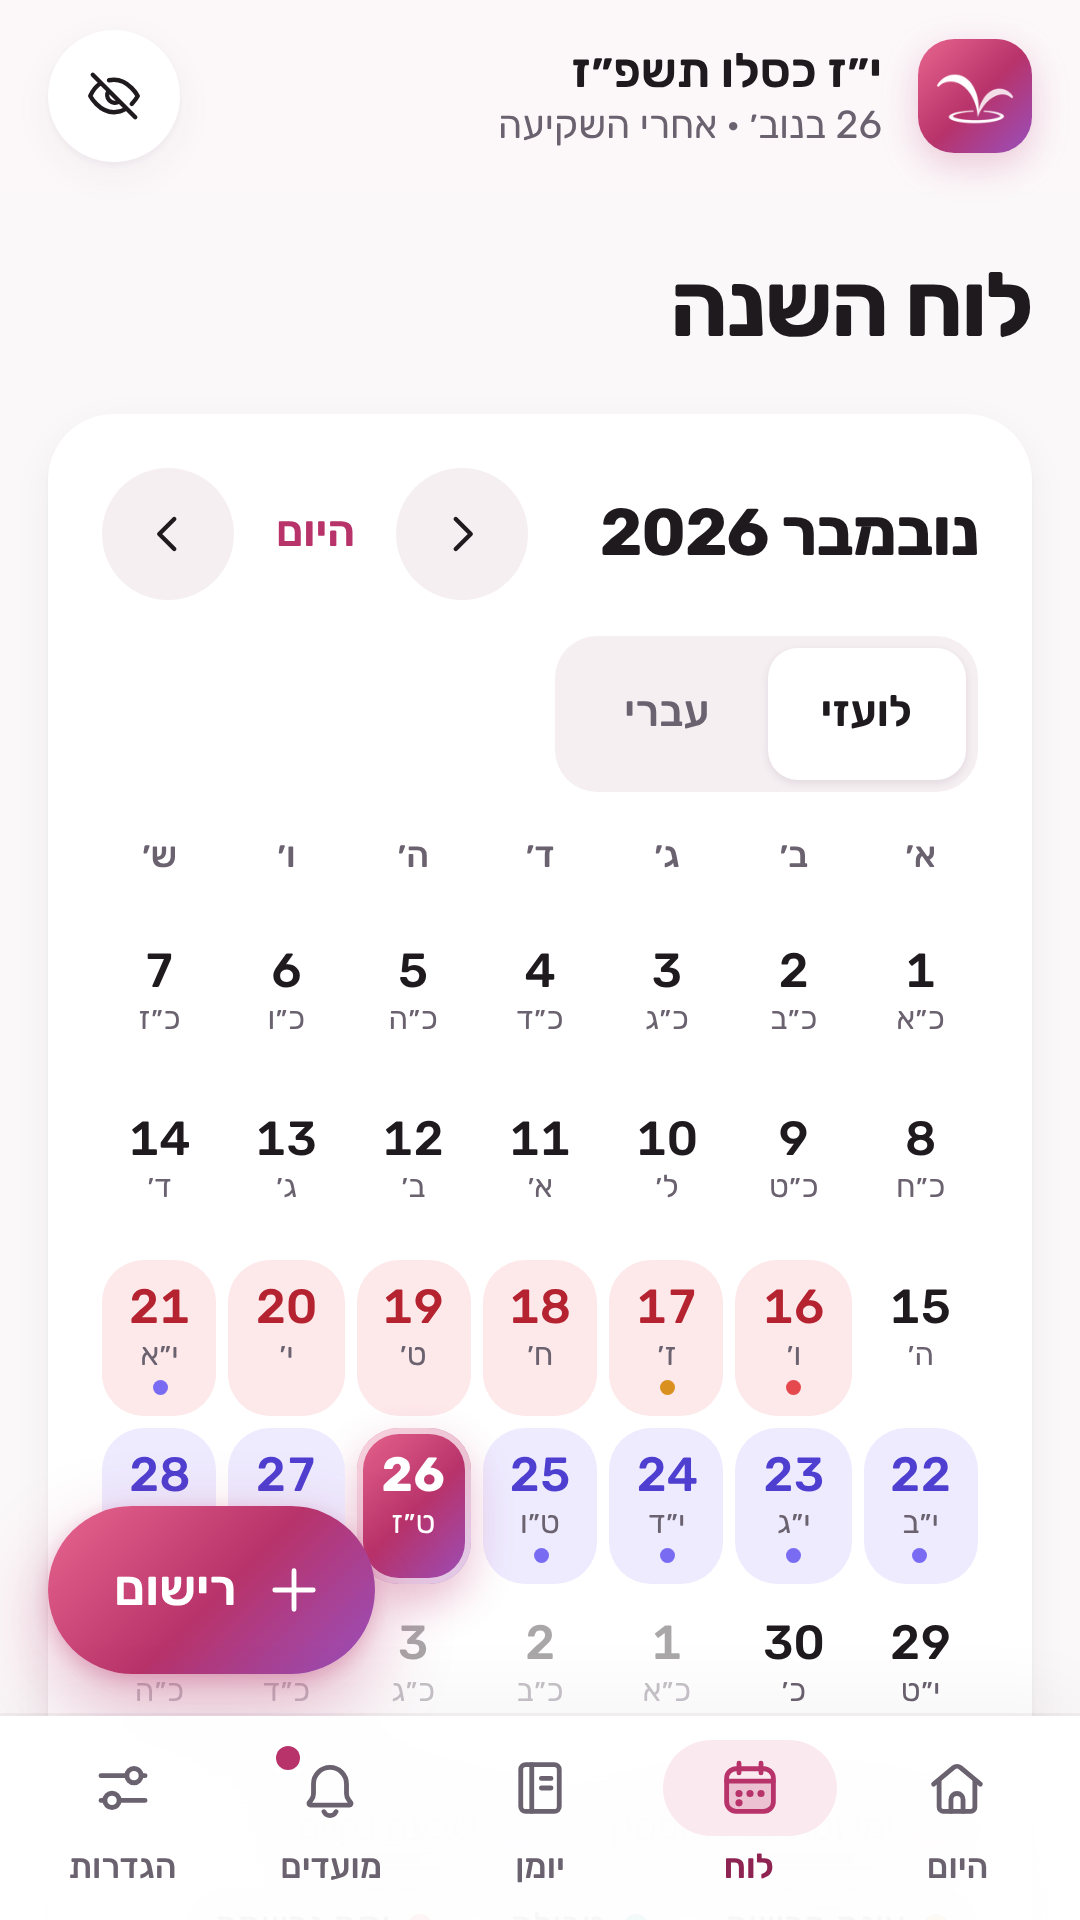 י״ז כסלו תשפ״ז
26 בנוב׳ • אחרי השקיעה
לוח השנה
נובמבר 2026
היום
לועזי עברי
א׳ ב׳ ג׳ ד׳ ה׳ ו׳ ש׳
1 2 3 4 5 6 7
כ״א כ״ב כ״ג כ״ד כ״ה כ״ו כ״ז
8 9 10 11 12 13 14
כ״ח כ״ט ל׳ א׳ ב׳ ג׳ ד׳
15 16 17 18 19 20 21
ה׳ ו׳ ז׳ ח׳ ט׳ י׳ י״א
22 23 24 25 26 27 28
י״ב י״ג י״ד ט״ו ט״ז
29 30 1 2 3
י״ט כ׳ כ״א כ״ב כ״ג כ״ד כ״ה
רישום
היום לוח יומן מועדים הגדרות